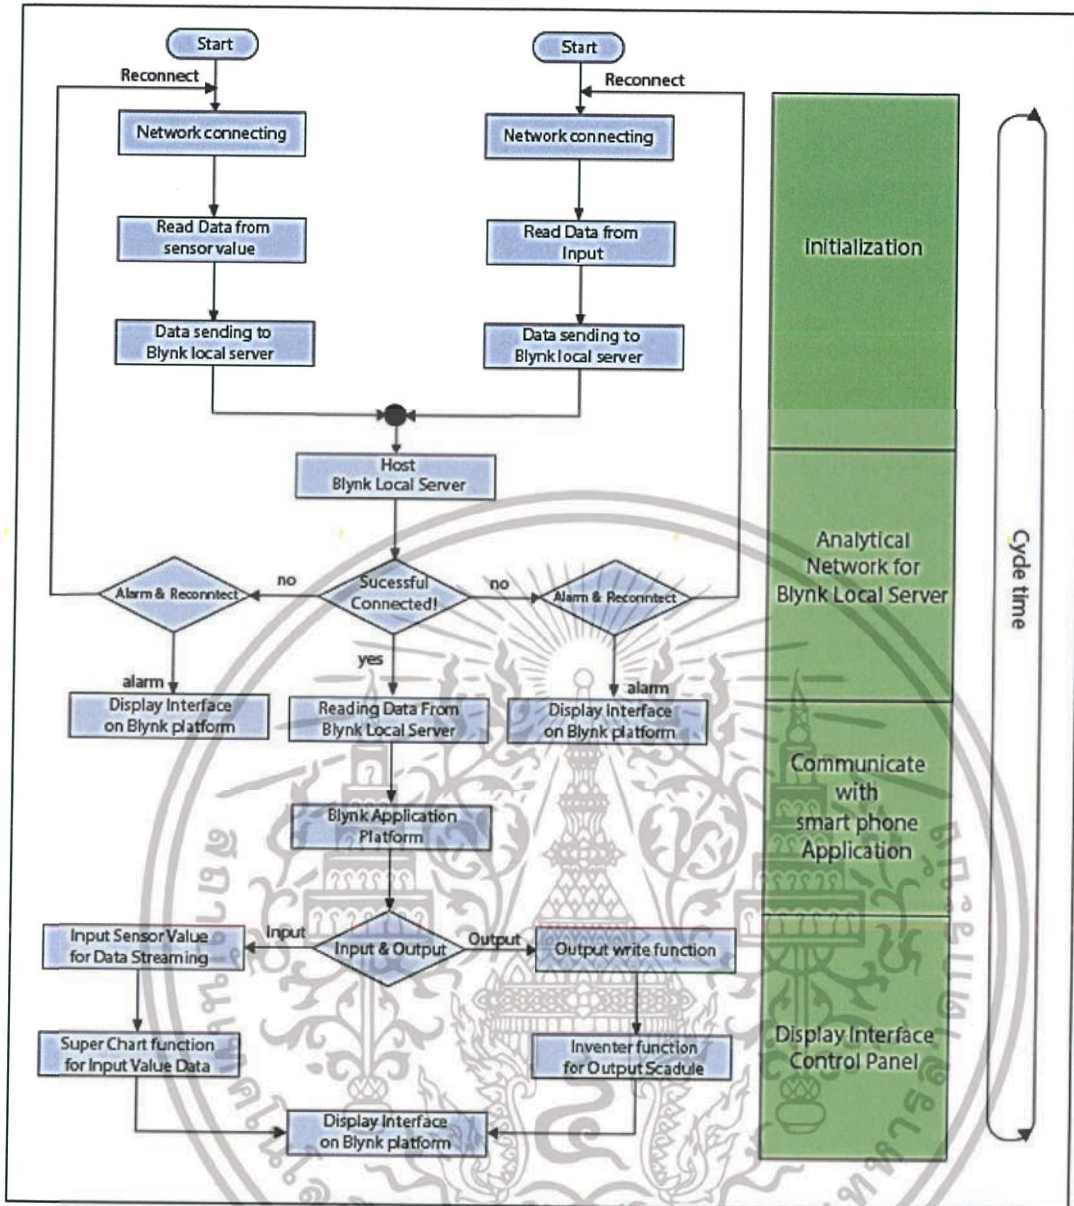 Start
Reconnect
Network connecting
Read Data from
sensor value
Data sending to
Blynk local server
Start
Reconnect
Network connecting
Read Data from
Input
Data sending to
Blynk local server
Host
Blynk Local Server
Sucessful
Connected!
no
no
yes
Alarm & Reconntect
alarm
Display Interface
on Blynk platform
Alarm & Reconntect
alarm
Display Interface
on Blynk platform
Reading Data From
Blynk Local Server
Blynk Application
Platform
Input & Output
Input
Output
Input Sensor Value
for Data Streaming
Super Chart function
for Input Value Data
Output write function
Inventer function
for Output Scadule
Display Interface
on Blynk platform
Initialization
Analytical
Network for
Blynk Local Server
Communicate
with
smart phone
Application
Display Interface
Control Panel
Cycle time